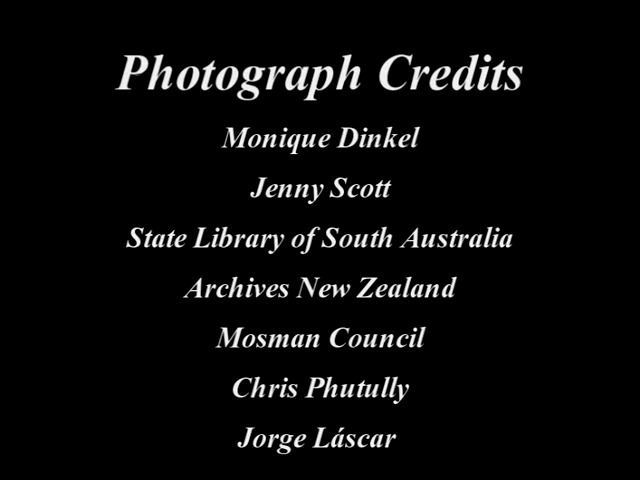 Photograph Credits
Monique Dinkel
Jenny Scott
State Library of South Australia
Archives New Zealand
Mosman Council
Chris Phutully
Jorge Láscar